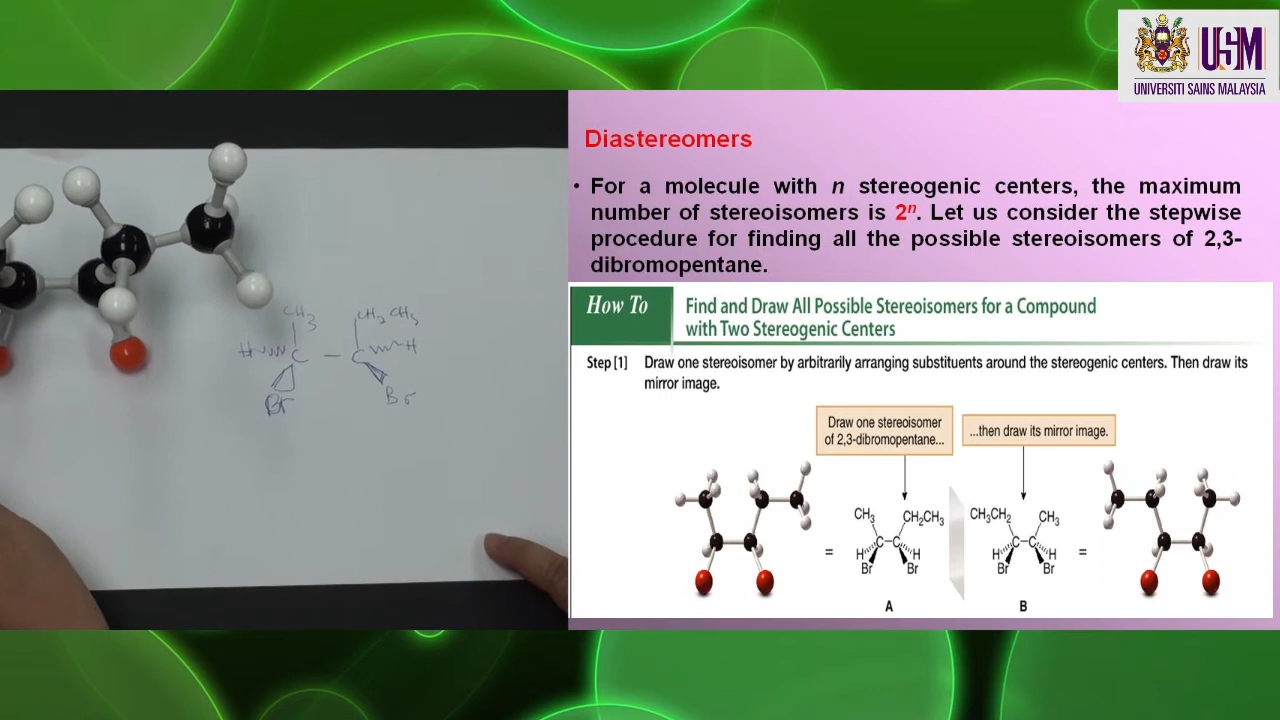 USM
UNIVERSITI SAINS MALAYSIA
Diastereomers
• For a molecule with n stereogenic centers, the maximum
number of stereoisomers is 2ⁿ. Let us consider the stepwise
procedure for finding all the possible stereoisomers of 2,3-
dibromopentane.
How To Find and Draw All Possible Stereoisomers for a Compound
with Two Stereogenic Centers
Step [1] Draw one stereoisomer by arbitrarily arranging substituents around the stereogenic centers. Then draw its
mirror image.
Draw one stereoisomer
of 2,3-dibromopentane...
...then draw its mirror image.
CH₃ CH₂CH₃ CH₃CH₂ CH₃
= H C–C H H C–C H =
Br Br Br Br
A B
CH₃ CH₂CH₃
H C – C H
Br Br